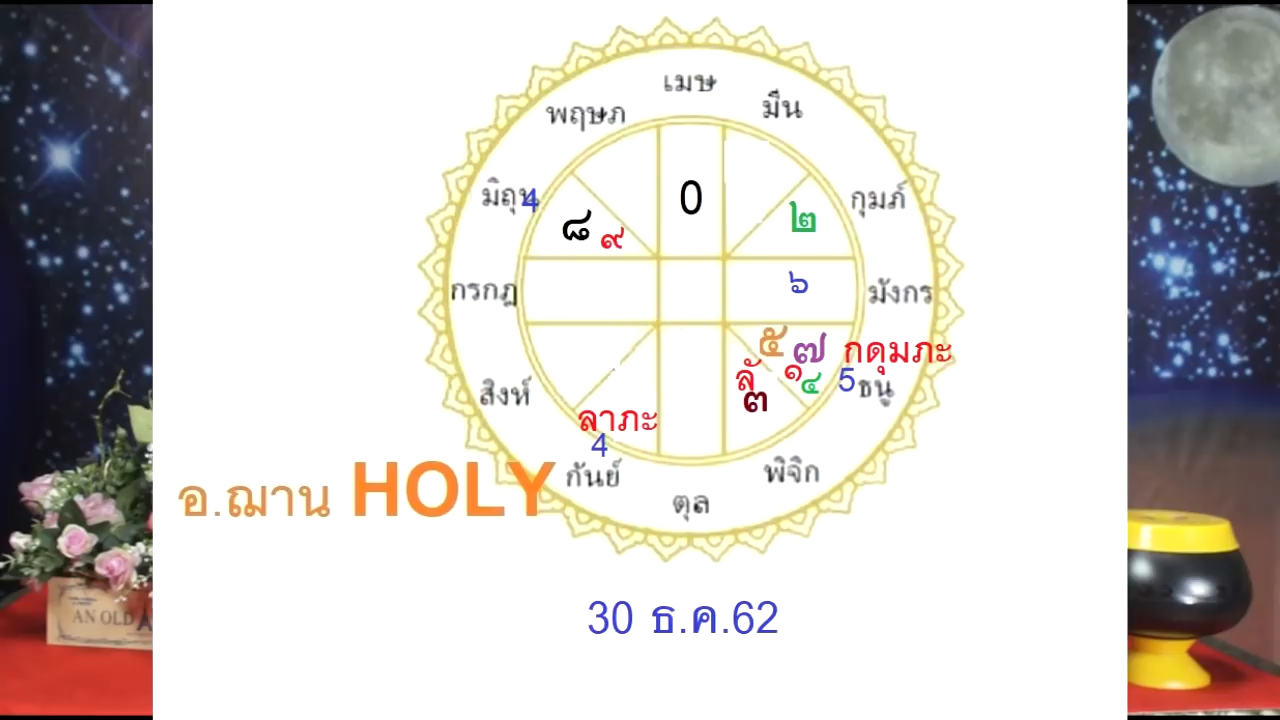 เมษ
พฤษภ
มีน
มิถุน
4
กุมภ์
0
๘
๙
๒
กรกฎ
๖
มังกร
๕
๗
กดุมภะ
ลั
๑
๔
5
ธนู
๓
สิงห์
ลาภะ
4
กันย์
พิจิก
ตุล
อ.ฌาน HOLY
30 ธ.ค.62
AN OLD